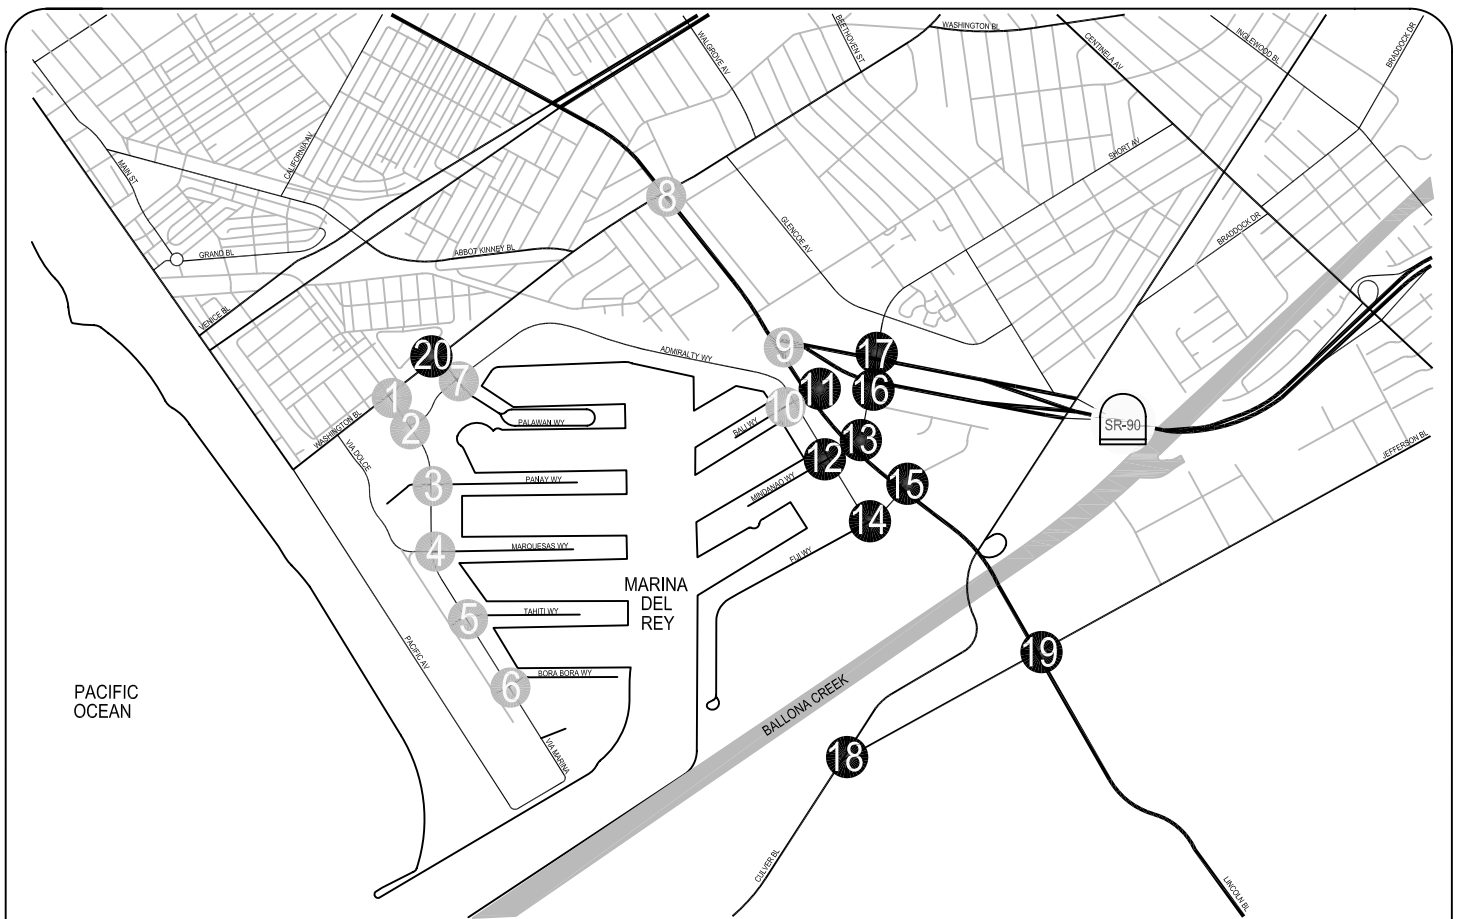 WASHINGTON BL
WALGROVE AV
BEETHOVEN ST
CENTINELA AV
INGLEWOOD BL
BRADDOCK DR
MAIN ST
CALIFORNIA AV
SHORT AV
8
GLENCOE AV
BRADDOCK DR
GRAND BL
ABBOT KINNEY BL
VENICE BL
ADMIRALTY WY
9
17
20
7
1
11
16
10
SR-90
2
PALAWAN WY
BALI WY
WASHINGTON BL
13
JEFFERSON BL
VIA DOLCE
12
3
PANAY WY
MINDANAO WY
15
14
4
MARQUESAS WY
FIJI WY
MARINA
DEL
REY
5
TAHITI WY
PACIFIC AV
19
6
BORA BORA WY
PACIFIC
OCEAN
BALLONA CREEK
VIA MARINA
18
CULVER BL
LINCOLN BL